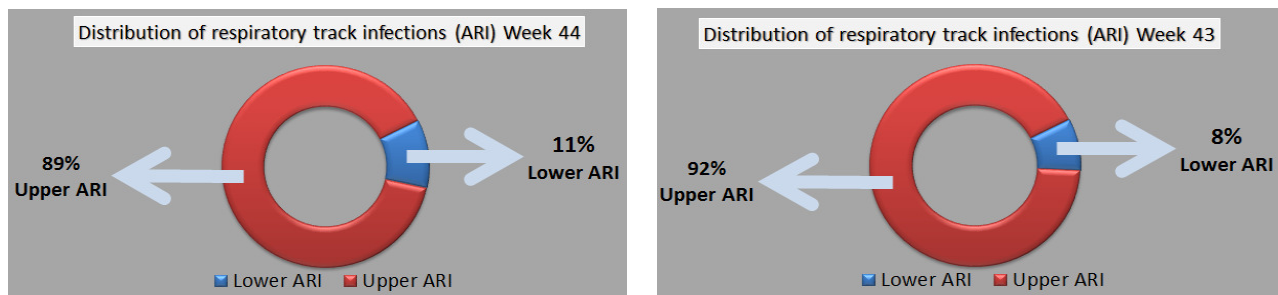 Distribution of respiratory track infections (ARI) Week 44
89%
Upper ARI
11%
Lower ARI
Lower ARI
Upper ARI
Distribution of respiratory track infections (ARI) Week 43
92%
Upper ARI
8%
Lower ARI
Lower ARI
Upper ARI